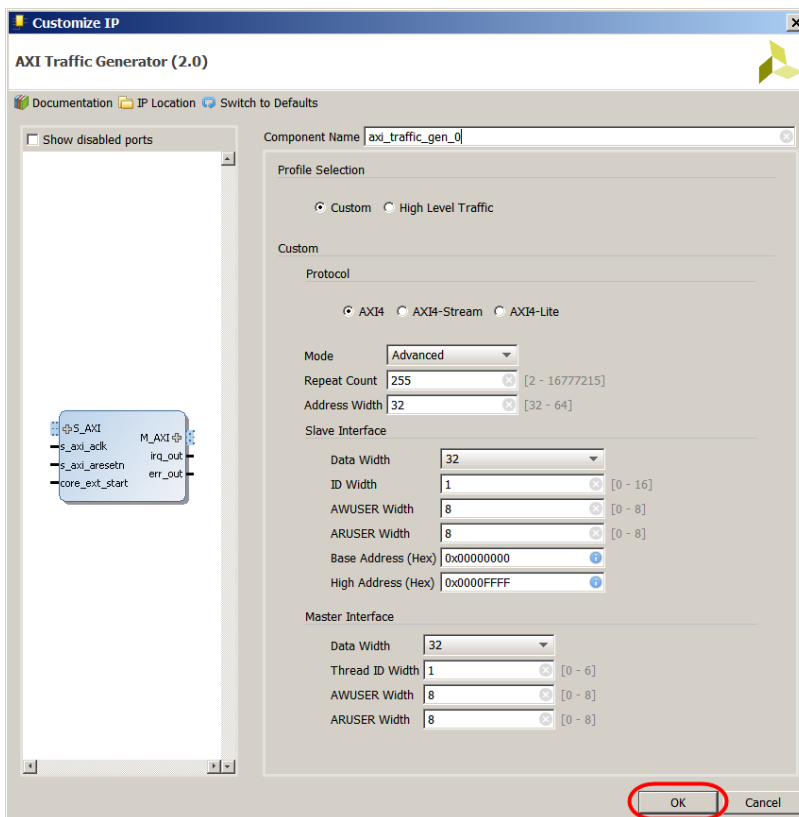 Customize IP
AXI Traffic Generator (2.0)
Documentation IP Location Switch to Defaults
Show disabled ports
S_AXI
s_axi_aclk
s_axi_aresetn
core_ext_start
M_AXI
irq_out
err_out
Component Name axi_traffic_gen_0
Profile Selection
Custom High Level Traffic
Custom
Protocol
AXI4 AXI4-Stream AXI4-Lite
Mode Advanced
Repeat Count 255 [2 - 16777215]
Address Width 32 [32 - 64]
Slave Interface
Data Width 32
ID Width 1 [0 - 16]
AWUSER Width 8 [0 - 8]
ARUSER Width 8 [0 - 8]
Base Address (Hex) 0x00000000
High Address (Hex) 0x0000FFFF
Master Interface
Data Width 32
Thread ID Width 1 [0 - 6]
AWUSER Width 8 [0 - 8]
ARUSER Width 8 [0 - 8]
OK Cancel